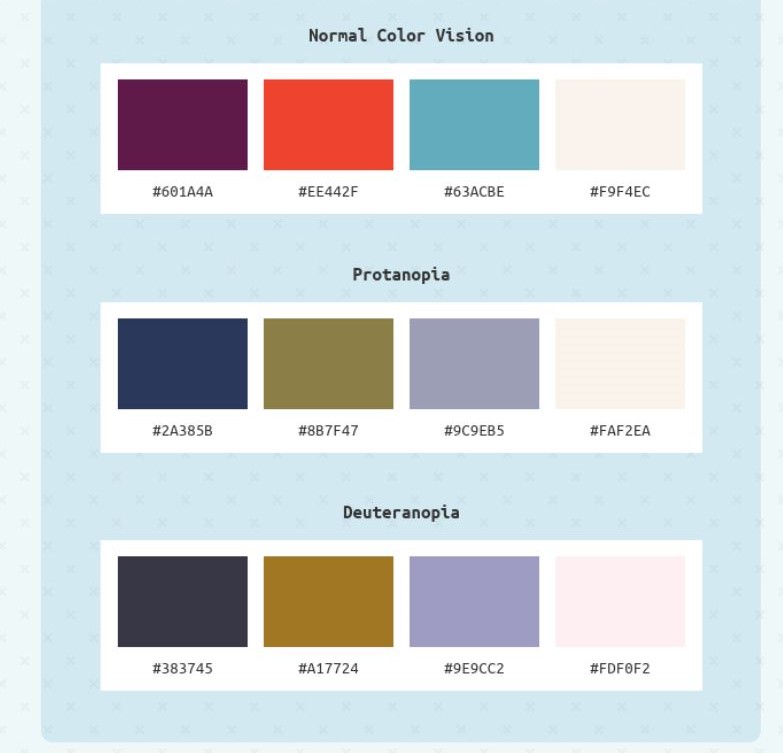 Normal Color Vision
#601A4A #EE442F #63ACBE #F9F4EC
Protanopia
#2A385B #8B7F47 #9C9EB5 #FAF2EA
Deuteranopia
#383745 #A17724 #9E9CC2 #FDF0F2